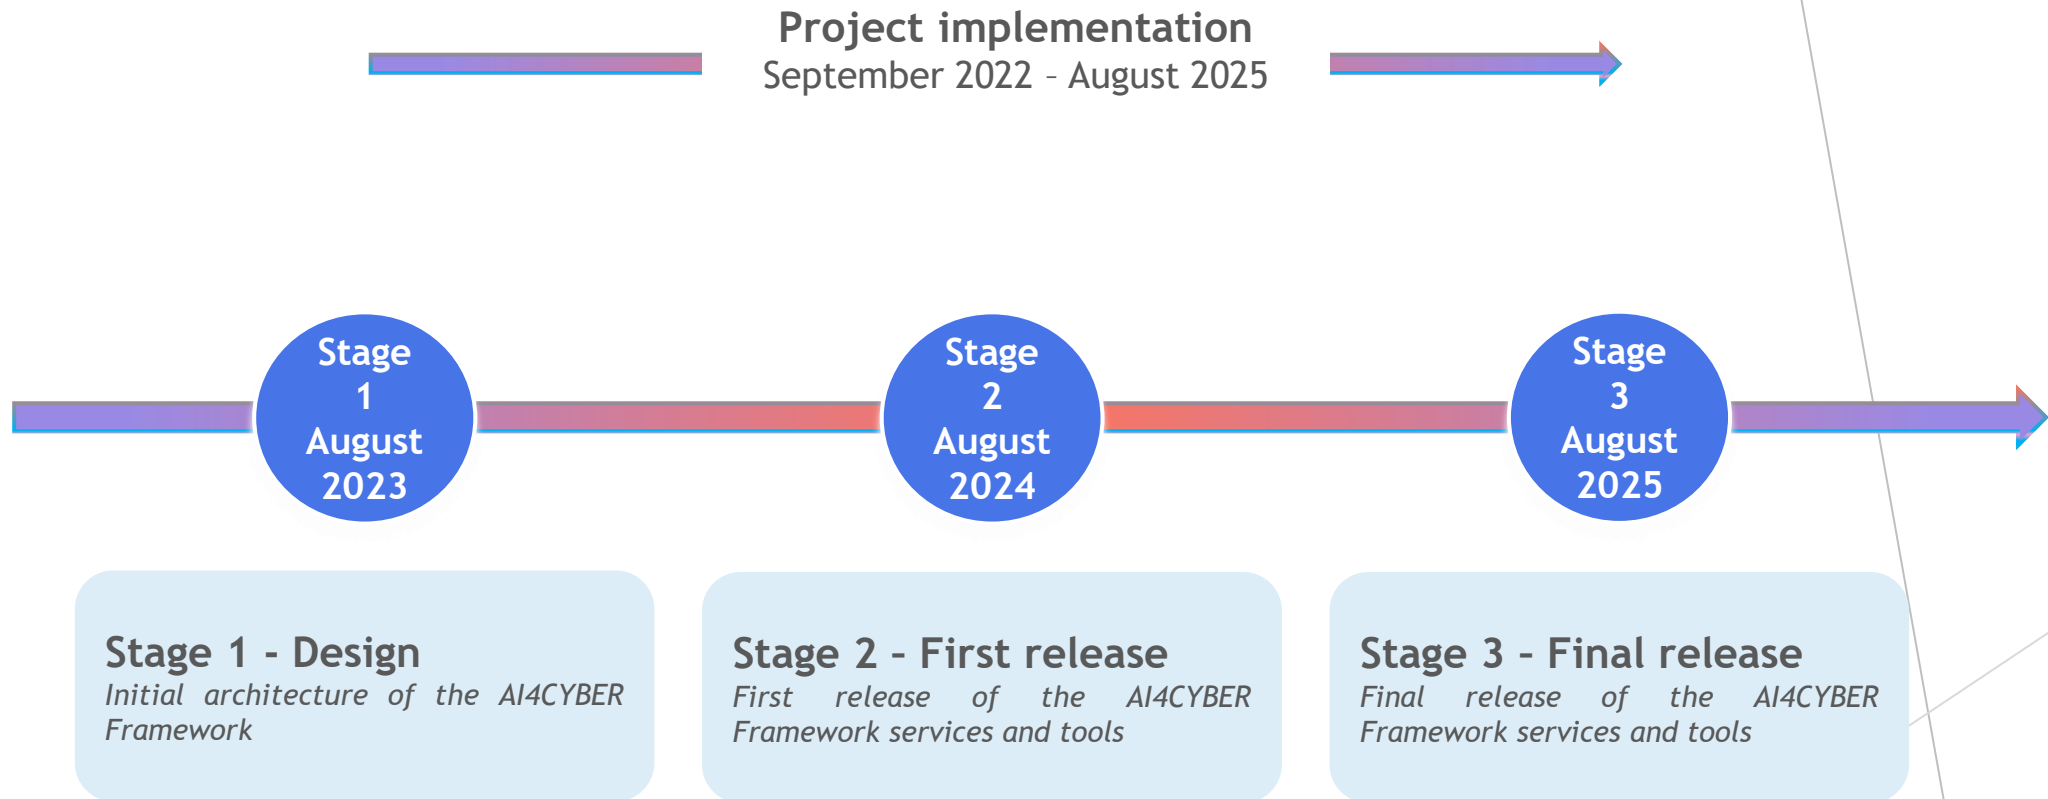 Project implementation
September 2022 – August 2025
Stage
1
August
2023
Stage
2
August
2024
Stage
3
August
2025
Stage 1 - Design
Initial architecture of the AI4CYBER
Framework
Stage 2 – First release
First release of the AI4CYBER
Framework services and tools
Stage 3 – Final release
Final release of the AI4CYBER
Framework services and tools